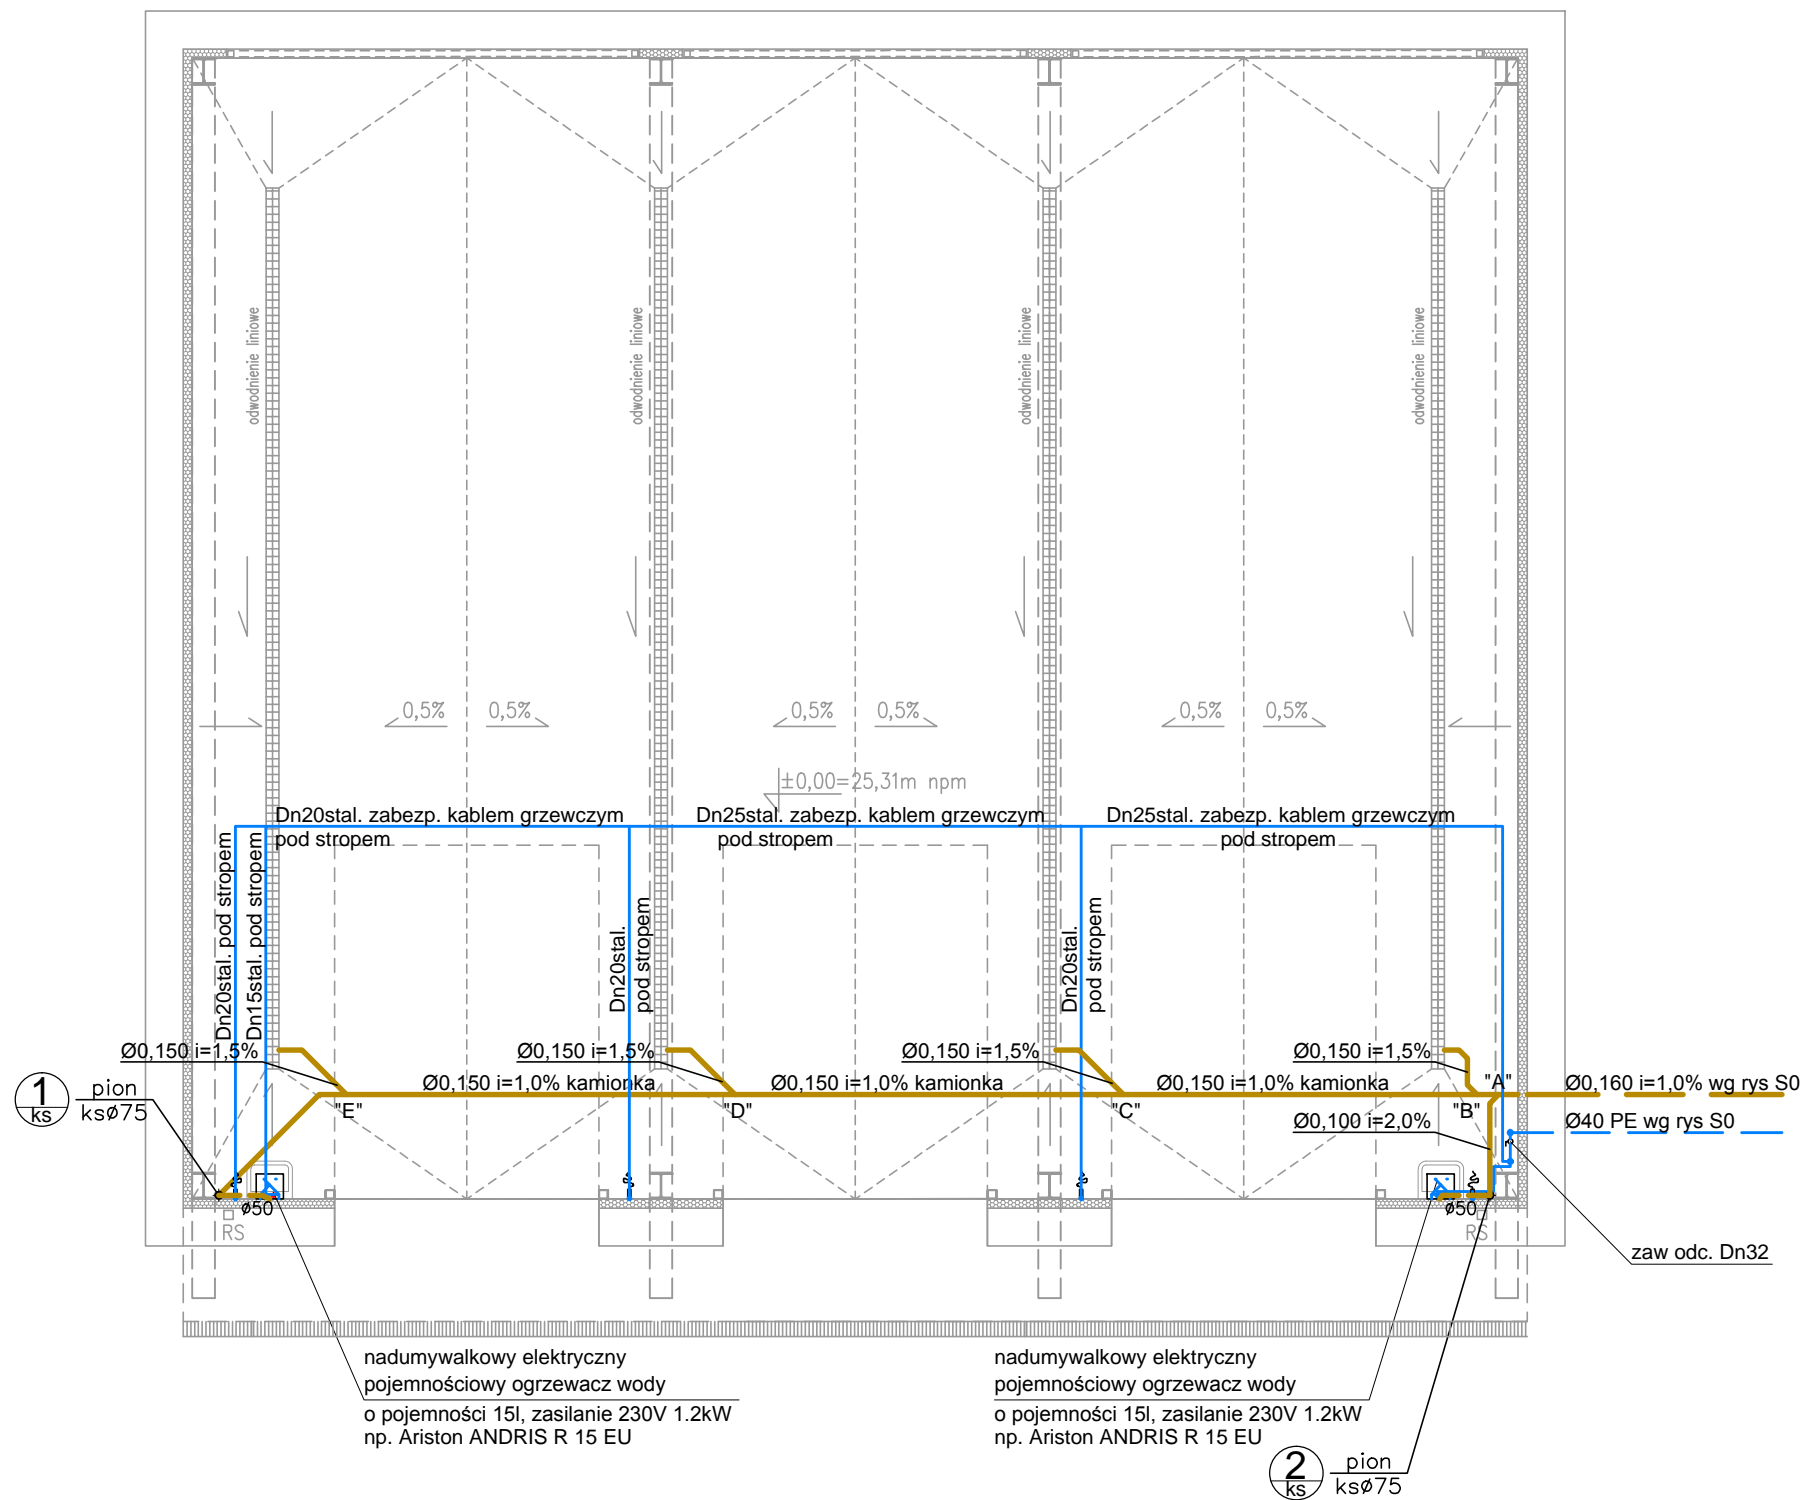 odwodnienie liniowe
odwodnienie liniowe
odwodnienie liniowe
odwodnienie liniowe
0,5%
0,5%
0,5%
0,5%
0,5%
0,5%
±0,00=25,31m npm
Dn20stal. zabezp. kablem grzewczym
pod stropem
Dn25stal. zabezp. kablem grzewczym
pod stropem
Dn25stal. zabezp. kablem grzewczym
pod stropem
Dn20stal. pod stropem
Dn15stal. pod stropem
Dn20stal.
pod stropem
Dn20stal.
pod stropem
Ø0,150 i=1,5%
Ø0,150 i=1,5%
Ø0,150 i=1,5%
Ø0,150 i=1,5%
1
ks
pion
ksø75
Ø0,150 i=1,0% kamionka
Ø0,150 i=1,0% kamionka
Ø0,150 i=1,0% kamionka
"A"
Ø0,160 i=1,0% wg rys S0
"E"
"D"
"C"
"B"
Ø0,100 i=2,0%
Ø40 PE wg rys S0
ø50
ø50
RS
RS
zaw odc. Dn32
nadumywalkowy elektryczny
pojemnościowy ogrzewacz wody
o pojemności 15l, zasilanie 230V 1.2kW
np. Ariston ANDRIS R 15 EU
nadumywalkowy elektryczny
pojemnościowy ogrzewacz wody
o pojemności 15l, zasilanie 230V 1.2kW
np. Ariston ANDRIS R 15 EU
2
ks
pion
ksø75